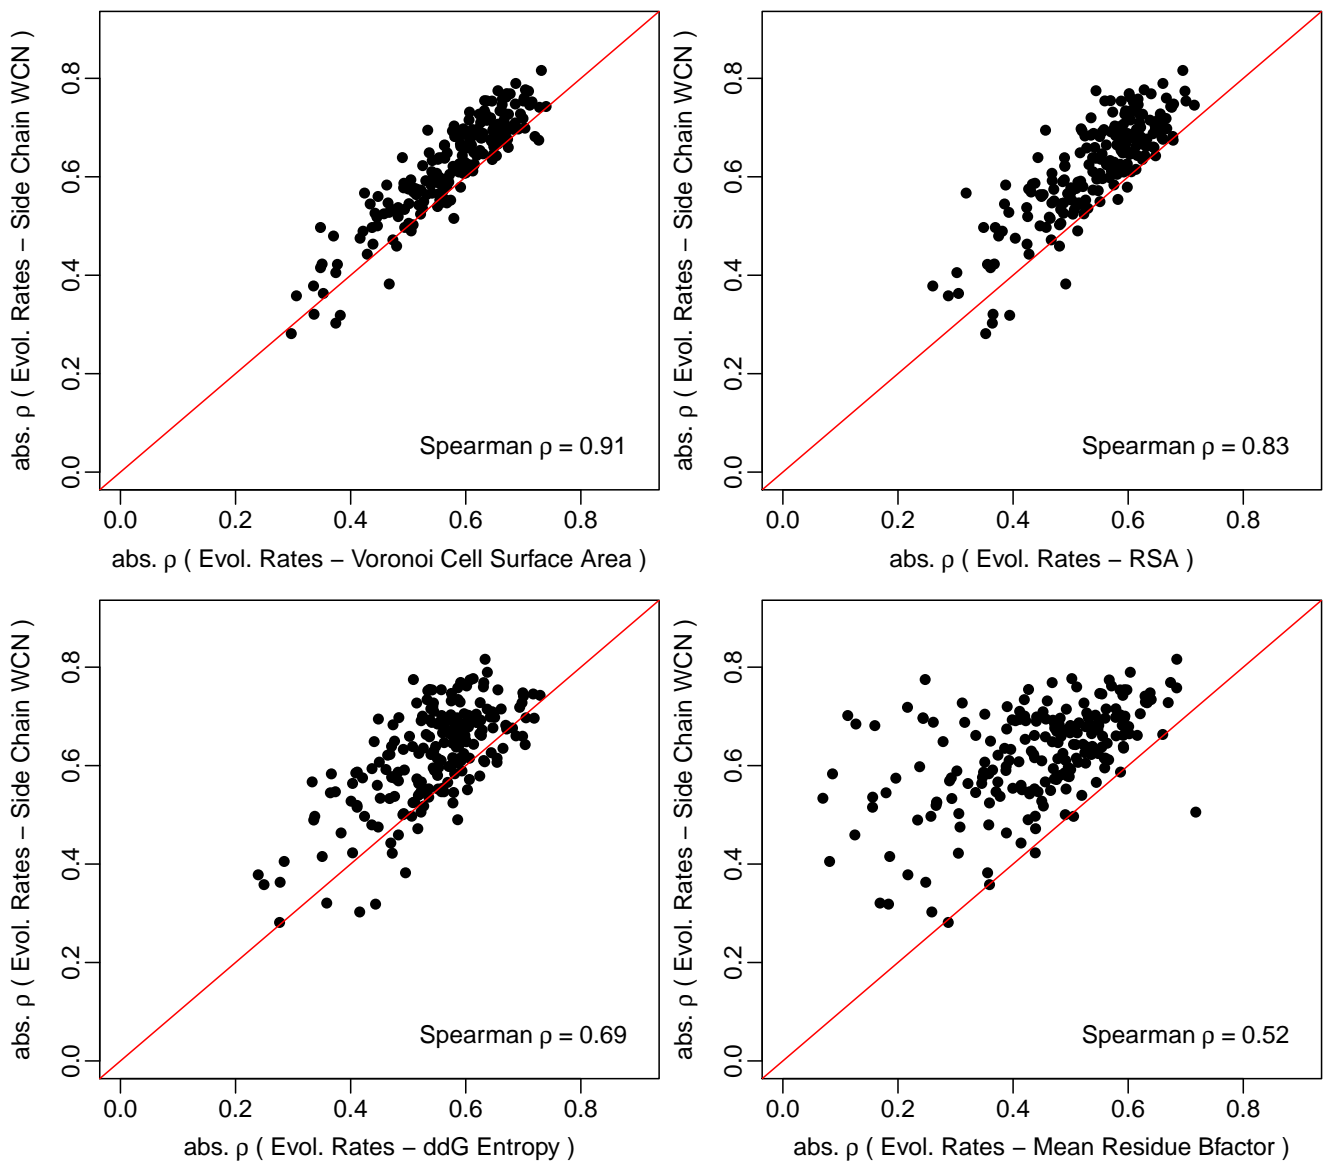 abs. ρ ( Evol. Rates − Side Chain WCN )
0.0 0.2 0.4 0.6 0.8
Spearman ρ = 0.91
0.0 0.2 0.4 0.6 0.8
abs. ρ ( Evol. Rates − Voronoi Cell Surface Area )
abs. ρ ( Evol. Rates − Side Chain WCN )
0.0 0.2 0.4 0.6 0.8
Spearman ρ = 0.83
0.0 0.2 0.4 0.6 0.8
abs. ρ ( Evol. Rates − RSA )
abs. ρ ( Evol. Rates − Side Chain WCN )
0.0 0.2 0.4 0.6 0.8
Spearman ρ = 0.69
0.0 0.2 0.4 0.6 0.8
abs. ρ ( Evol. Rates − ddG Entropy )
abs. ρ ( Evol. Rates − Side Chain WCN )
0.0 0.2 0.4 0.6 0.8
Spearman ρ = 0.52
0.0 0.2 0.4 0.6 0.8
abs. ρ ( Evol. Rates − Mean Residue Bfactor )